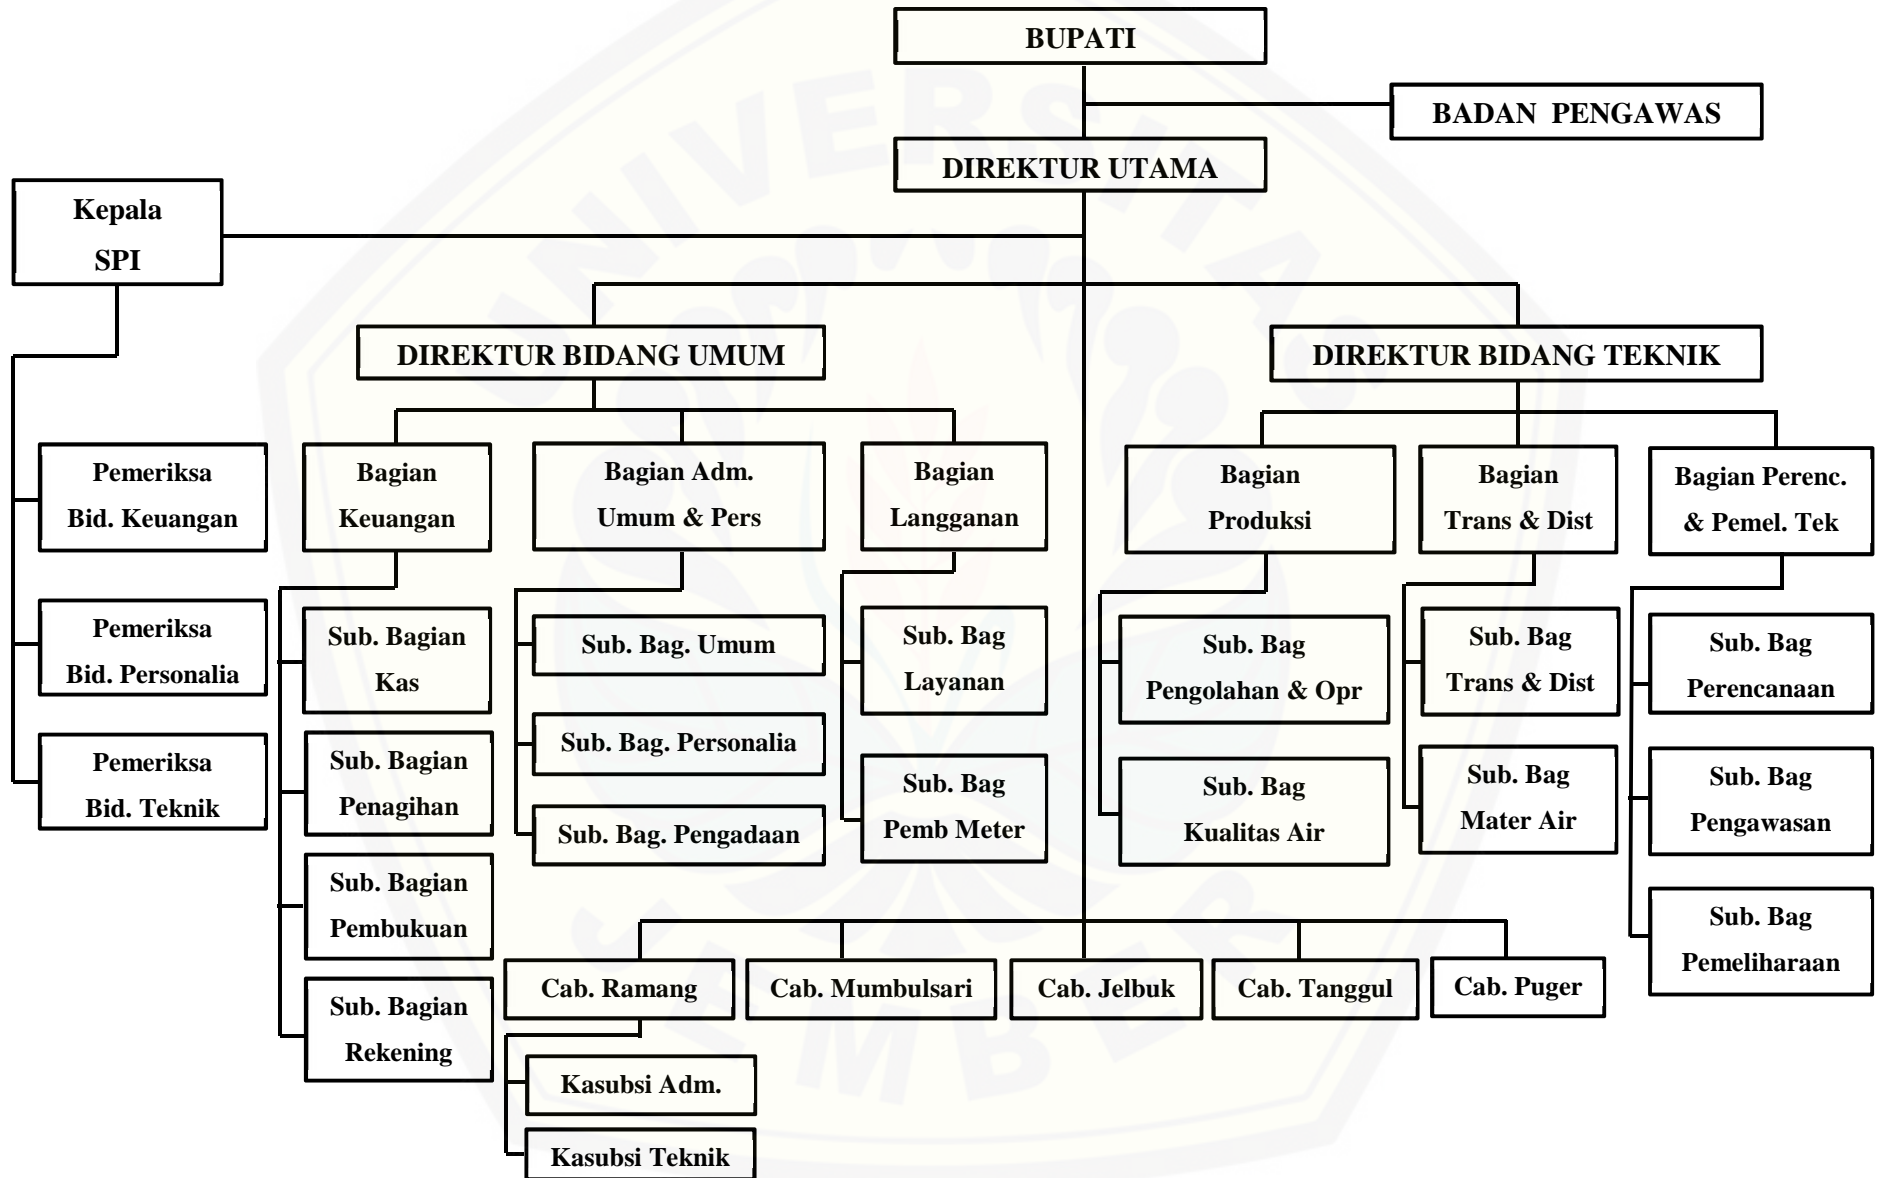 BUPATI
BADAN PENGAWAS
DIREKTUR UTAMA
Kepala
SPI
DIREKTUR BIDANG UMUM
DIREKTUR BIDANG TEKNIK
Pemeriksa
Bid. Keuangan
Pemeriksa
Bid. Personalia
Pemeriksa
Bid. Teknik
Bagian
Keuangan
Sub. Bagian
Kas
Sub. Bagian
Penagihan
Sub. Bagian
Pembukuan
Sub. Bagian
Rekening
Bagian Adm.
Umum & Pers
Sub. Bag. Umum
Sub. Bag. Personalia
Sub. Bag. Pengadaan
Bagian
Langganan
Sub. Bag
Layanan
Sub. Bag
Pemb Meter
Bagian
Produksi
Sub. Bag
Pengolahan & Opr
Sub. Bag
Kualitas Air
Bagian
Trans & Dist
Sub. Bag
Trans & Dist
Sub. Bag
Mater Air
Bagian Perenc.
& Pemel. Tek
Sub. Bag
Perencanaan
Sub. Bag
Pengawasan
Sub. Bag
Pemeliharaan
Cab. Ramang
Cab. Mumbulsari
Cab. Jelbuk
Cab. Tanggul
Cab. Puger
Kasubsi Adm.
Kasubsi Teknik
UNIVERSITAS
JEMBER